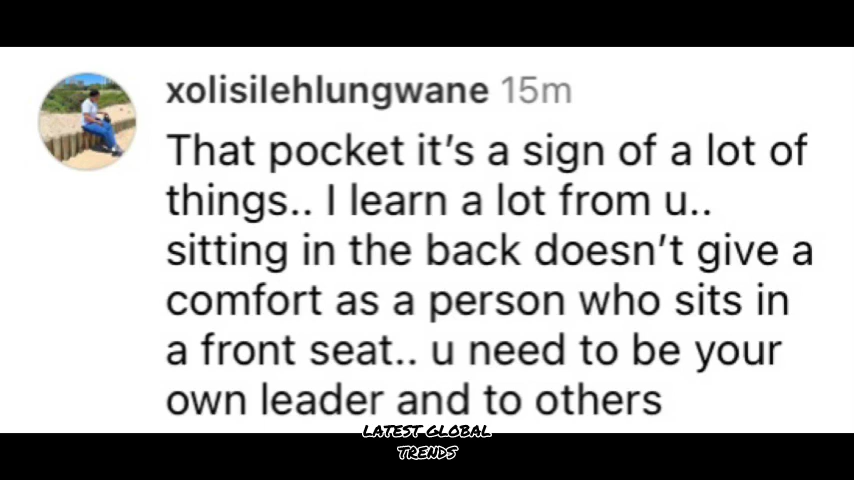 xolisilehlungwane 15m
That pocket it’s a sign of a lot of
things.. I learn a lot from u..
sitting in the back doesn’t give a
comfort as a person who sits in
a front seat.. u need to be your
own leader and to others
LATEST GLOBAL
TRENDS